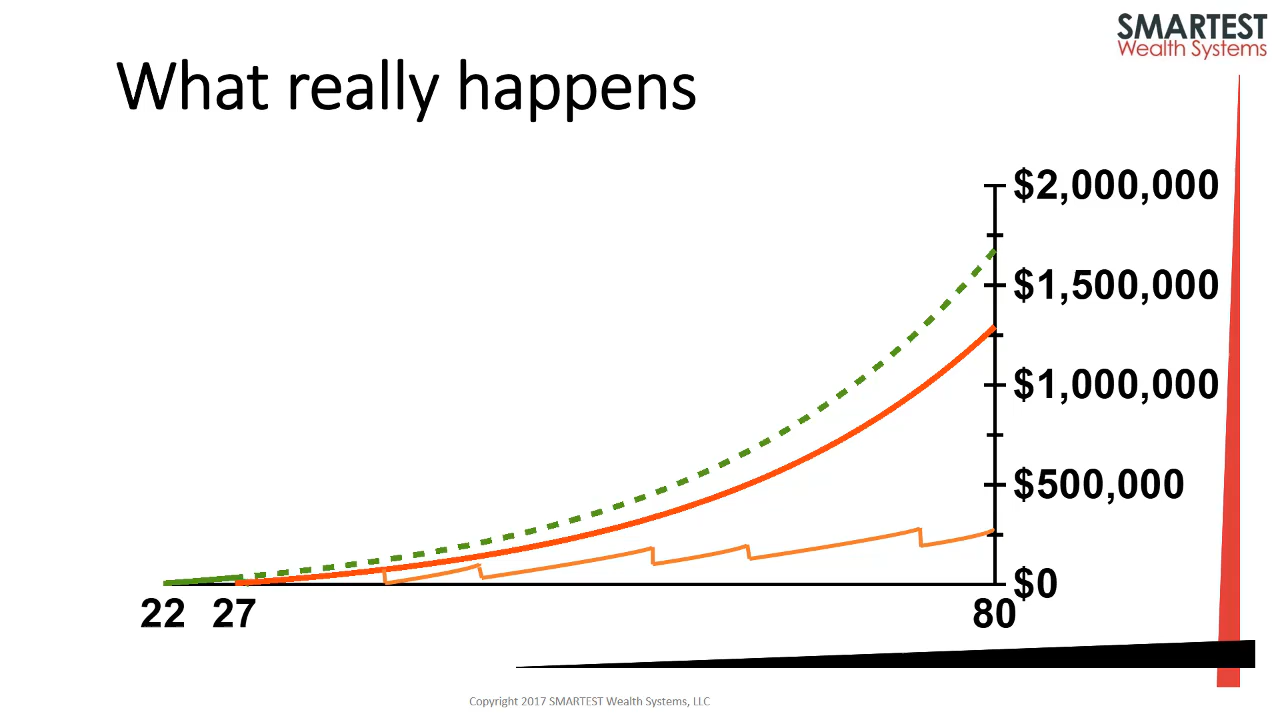 SMARTEST
Wealth Systems
What really happens
$2,000,000
$1,500,000
$1,000,000
$500,000
$0
22 27 80
Copyright 2017 SMARTEST Wealth Systems, LLC